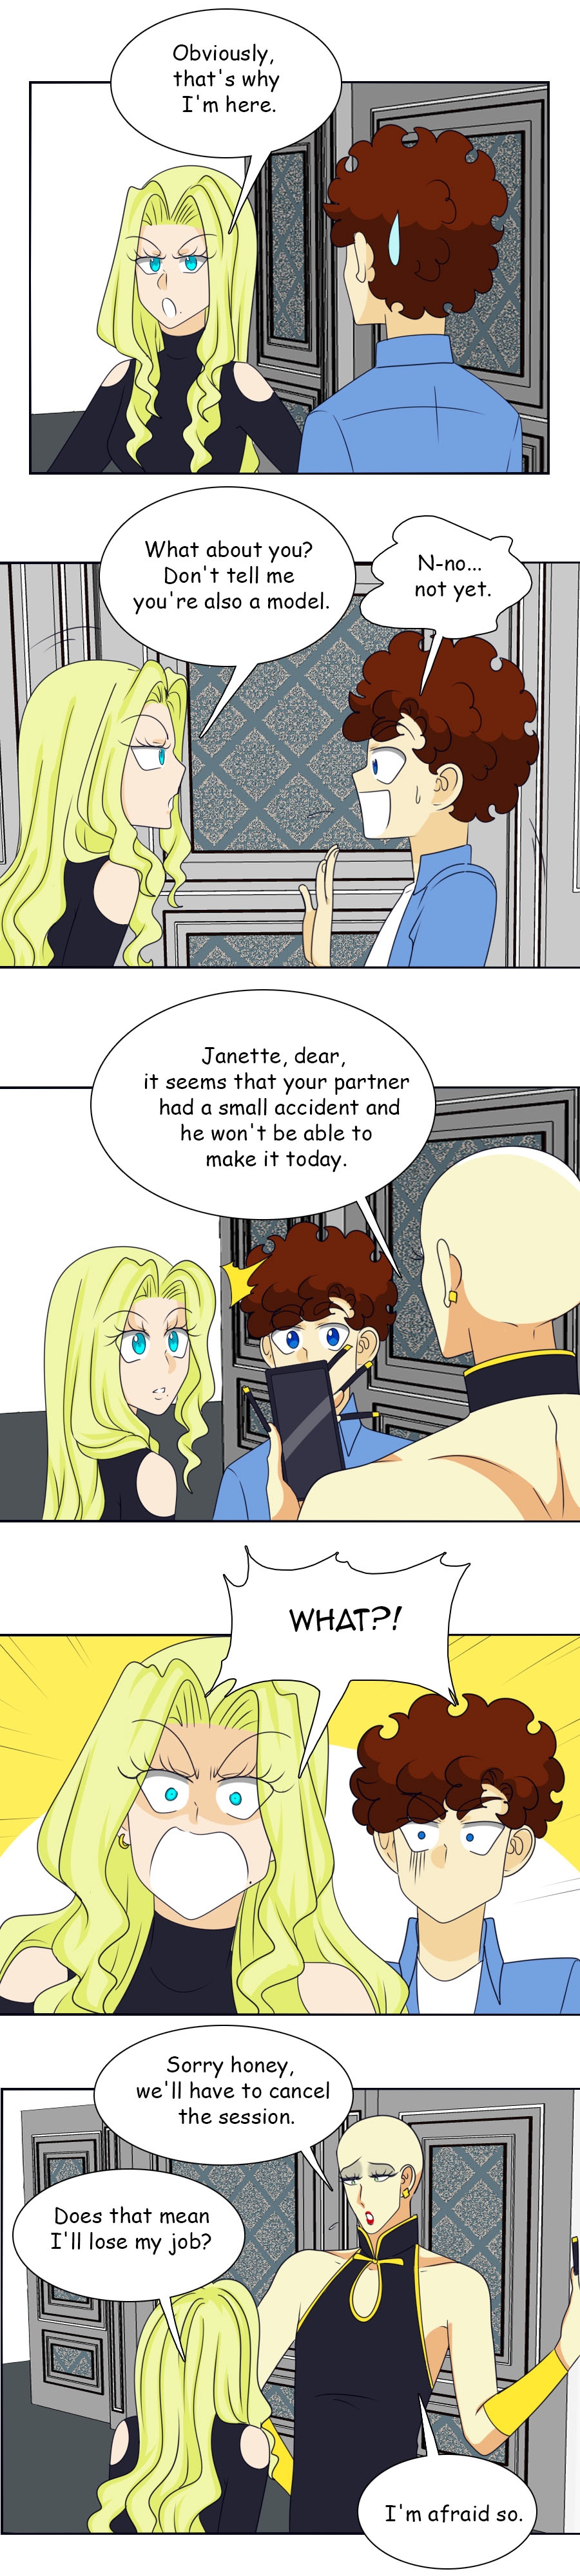 Obviously,
that's why
I'm here.
What about you?
Don't tell me
you're also a model.
N-no...
not yet.
Janette, dear,
it seems that your partner
had a small accident and
he won't be able to
make it today.
WHAT?!
Sorry honey,
we'll have to cancel
the session.
Does that mean
I'll lose my job?
I'm afraid so.